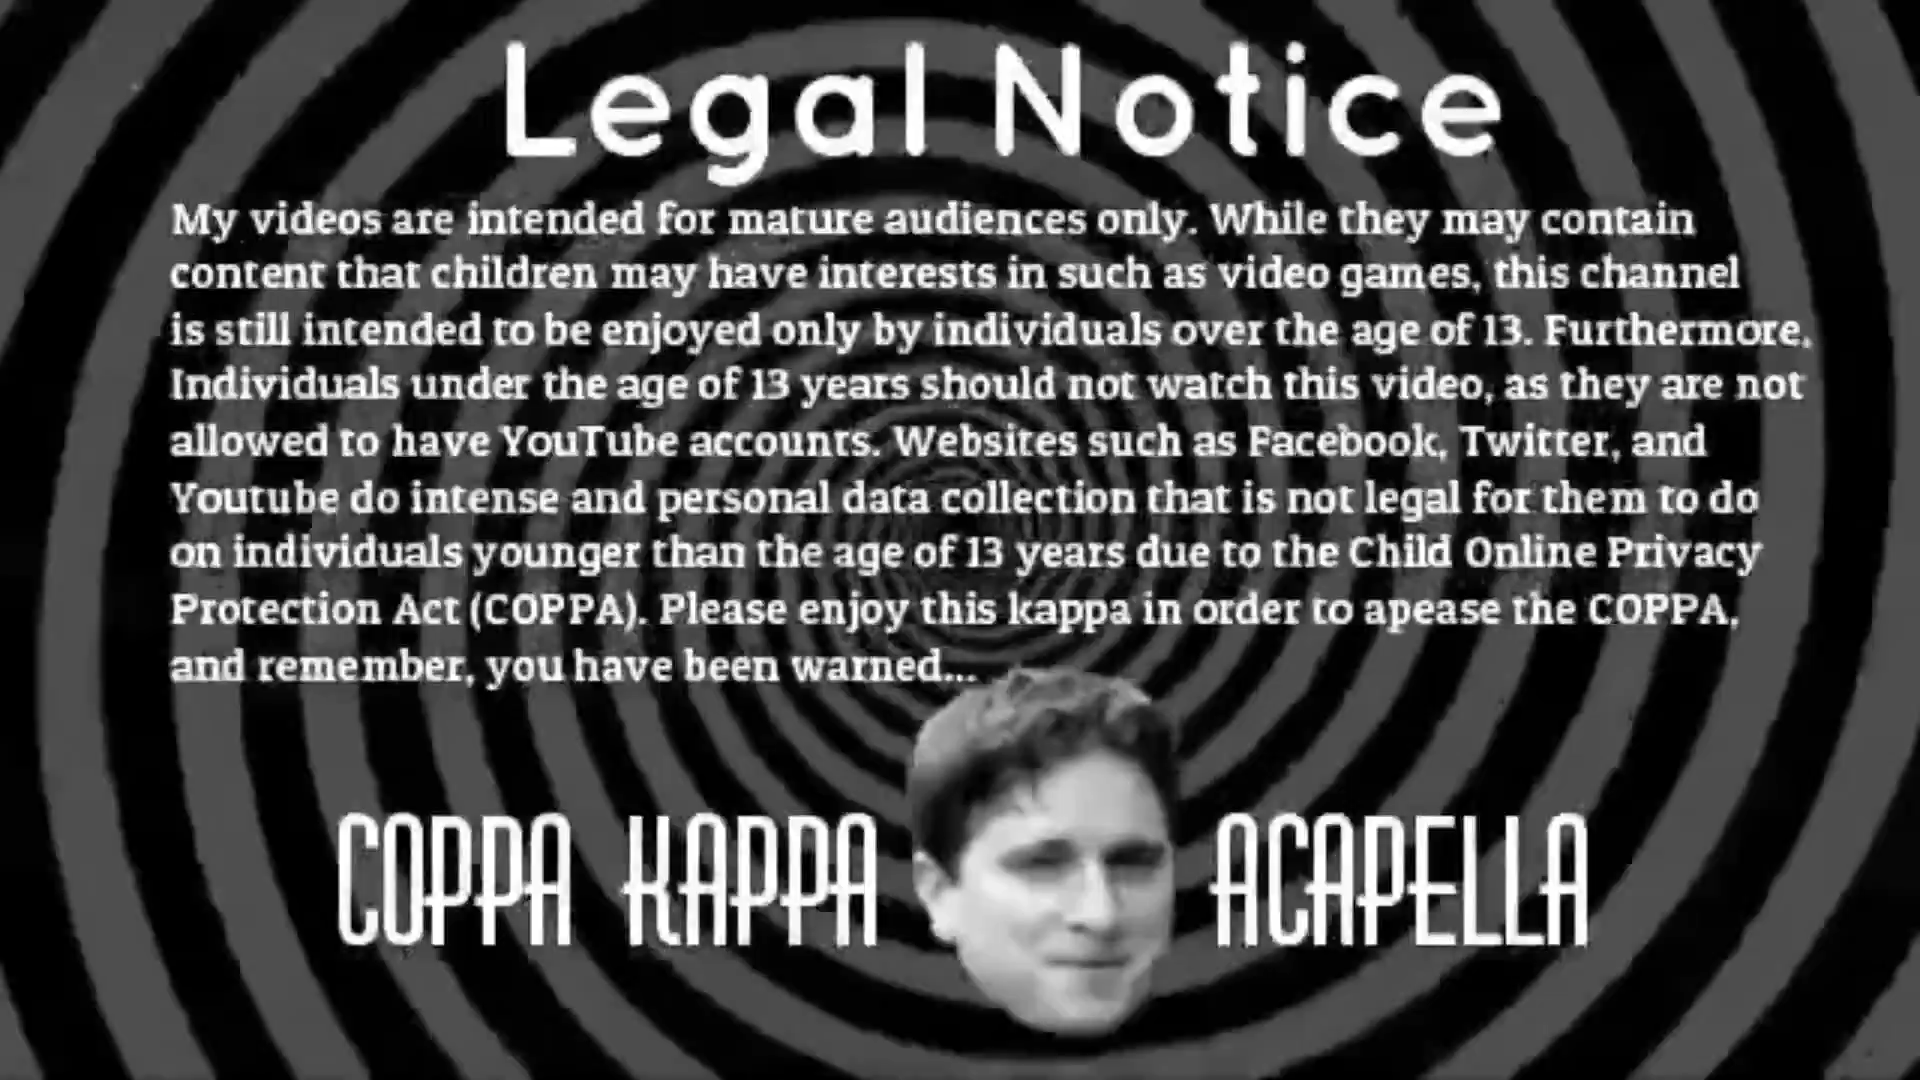 Legal Notice
My videos are intended for mature audiences only. While they may contain
content that children may have interests in such as video games, this channel
is still intended to be enjoyed only by individuals over the age of 13. Furthermore,
Individuals under the age of 13 years should not watch this video, as they are not
allowed to have YouTube accounts. Websites such as Facebook, Twitter, and
Youtube do intense and personal data collection that is not legal for them to do
on individuals younger than the age of 13 years due to the Child Online Privacy
Protection Act (COPPA). Please enjoy this kappa in order to apease the COPPA,
and remember, you have been warned...
COPPA KAPPA ACAPELLA